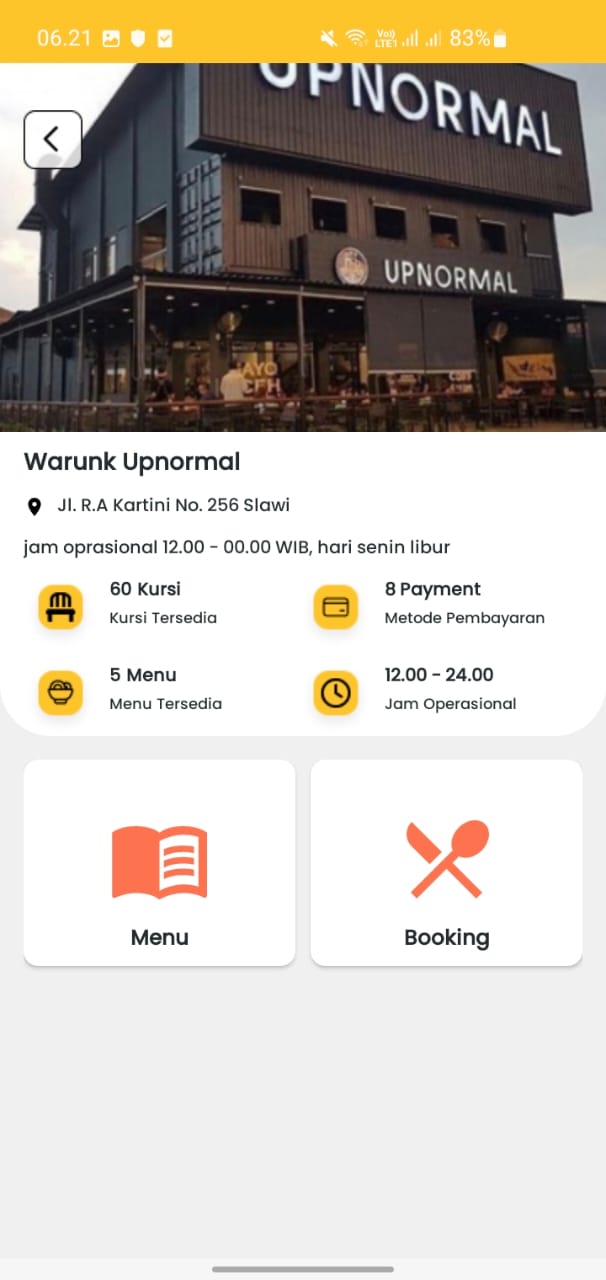 06.21
Vo))
LTE1
83%
UPNORMAL
UPNORMAL
AYO
Warunk Upnormal
Jl. R.A Kartini No. 256 Slawi
jam oprasional 12.00 - 00.00 WIB, hari senin libur
60 Kursi
Kursi Tersedia
8 Payment
Metode Pembayaran
5 Menu
Menu Tersedia
12.00 - 24.00
Jam Operasional
Menu
Booking